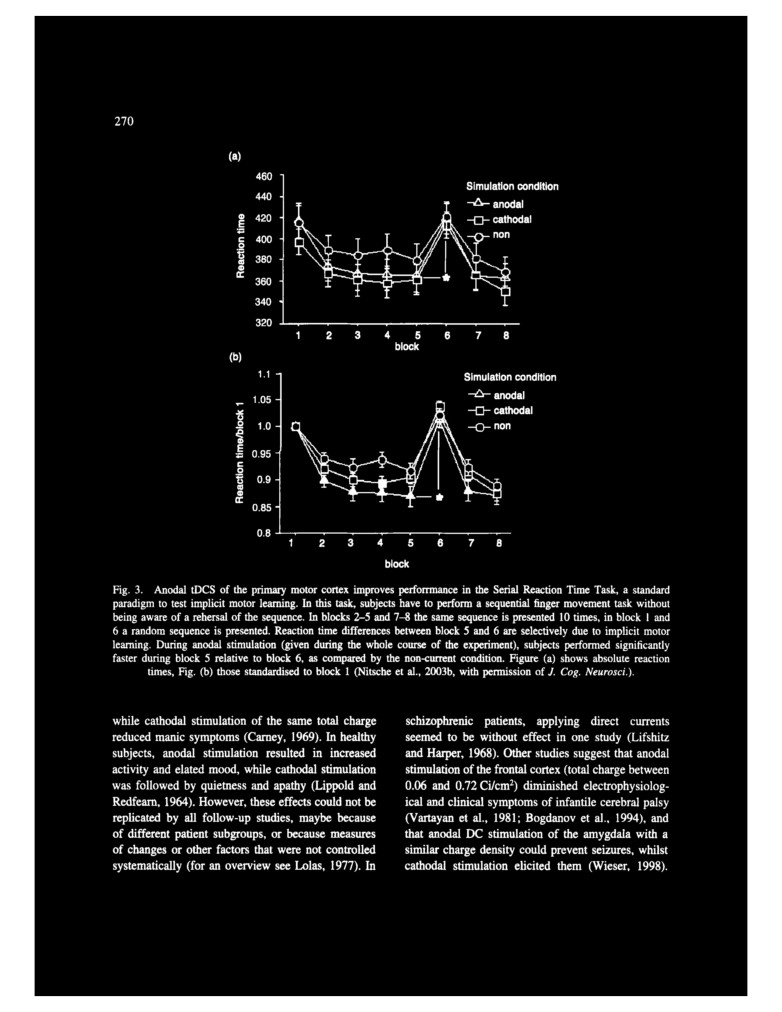 270
(a)
460
440
420
400
380
360
340
320
Reaction time
1 2 3 4 5 6 7 8
block
Simulation condition
anodal
cathodal
non
*
(b)
1.1
1.05
1.0
0.95
0.9
0.85
0.8
Reaction time/block 1
1 2 3 4 5 6 7 8
block
Simulation condition
anodal
cathodal
non
*
Fig. 3. Anodal tDCS of the primary motor cortex improves perforrmance in the Serial Reaction Time Task, a standard
paradigm to test implicit motor learning. In this task, subjects have to perform a sequential finger movement task without
being aware of a rehersal of the sequence. In blocks 2–5 and 7–8 the same sequence is presented 10 times, in block 1 and
6 a random sequence is presented. Reaction time differences between block 5 and 6 are selectively due to implicit motor
learning. During anodal stimulation (given during the whole course of the experiment), subjects performed significantly
faster during block 5 relative to block 6, as compared by the non-current condition. Figure (a) shows absolute reaction
times, Fig. (b) those standardised to block 1 (Nitsche et al., 2003b, with permission of J. Cog. Neurosci.).
while cathodal stimulation of the same total charge
reduced manic symptoms (Carney, 1969). In healthy
subjects, anodal stimulation resulted in increased
activity and elated mood, while cathodal stimulation
was followed by quietness and apathy (Lippold and
Redfearn, 1964). However, these effects could not be
replicated by all follow-up studies, maybe because
of different patient subgroups, or because measures
of changes or other factors that were not controlled
systematically (for an overview see Lolas, 1977). In
schizophrenic patients, applying direct currents
seemed to be without effect in one study (Lifshitz
and Harper, 1968). Other studies suggest that anodal
stimulation of the frontal cortex (total charge between
0.06 and 0.72 Ci/cm²) diminished electrophysiolog-
ical and clinical symptoms of infantile cerebral palsy
(Vartayan et al., 1981; Bogdanov et al., 1994), and
that anodal DC stimulation of the amygdala with a
similar charge density could prevent seizures, whilst
cathodal stimulation elicited them (Wieser, 1998).